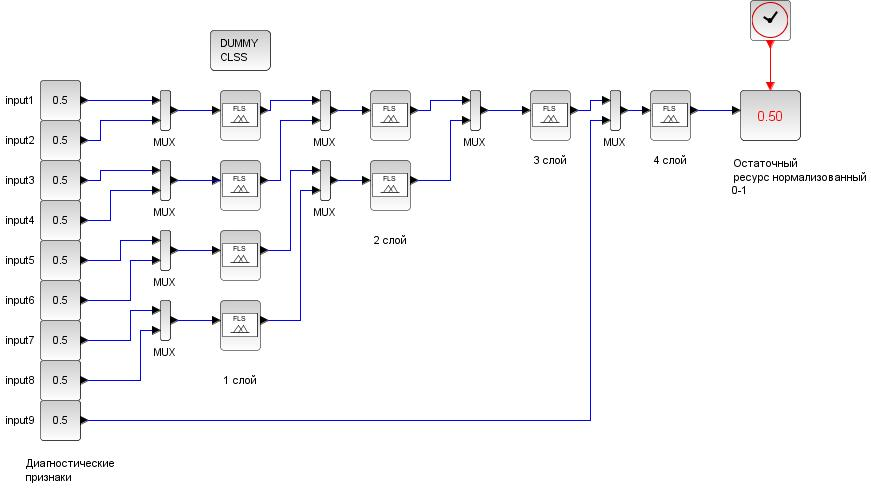 DUMMY
CLSS
input1
0.5
MUX
FLS
MUX
FLS
MUX
FLS
3 слой
MUX
FLS
4 слой
0.50
Остаточный
ресурс нормализованный
0-1
input2
0.5
input3
0.5
MUX
FLS
MUX
FLS
2 слой
input4
0.5
input5
0.5
MUX
FLS
input6
0.5
input7
0.5
MUX
FLS
1 слой
input8
0.5
input9
0.5
Диагностические
признаки